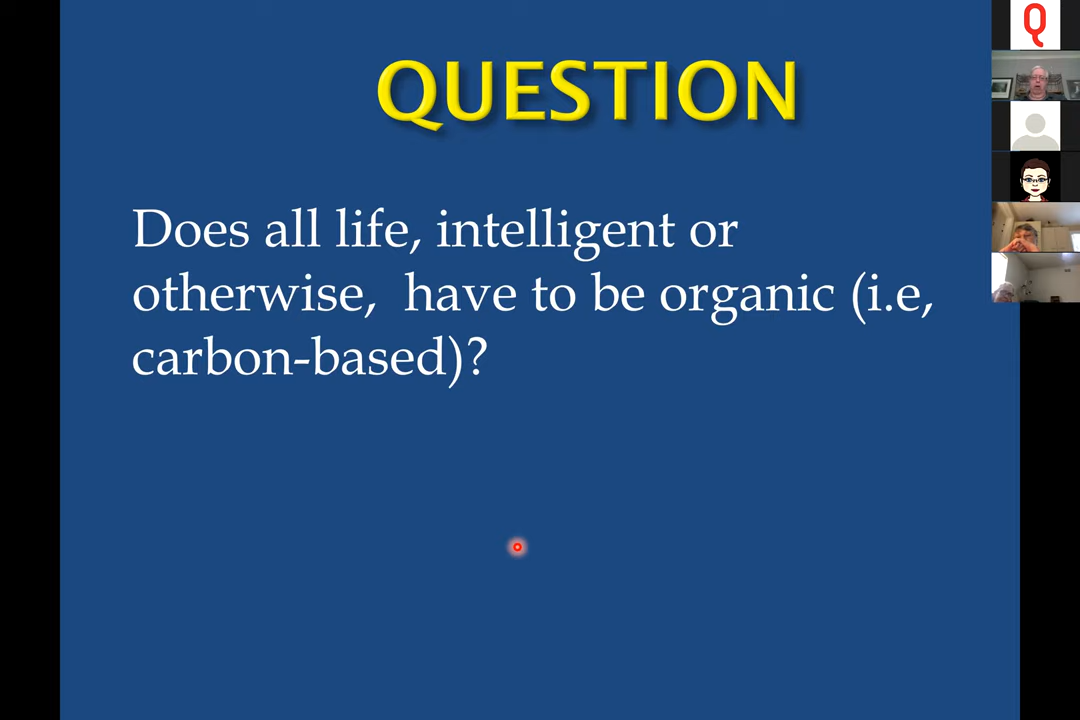 QUESTION
Q
Does all life, intelligent or
otherwise, have to be organic (i.e,
carbon-based)?